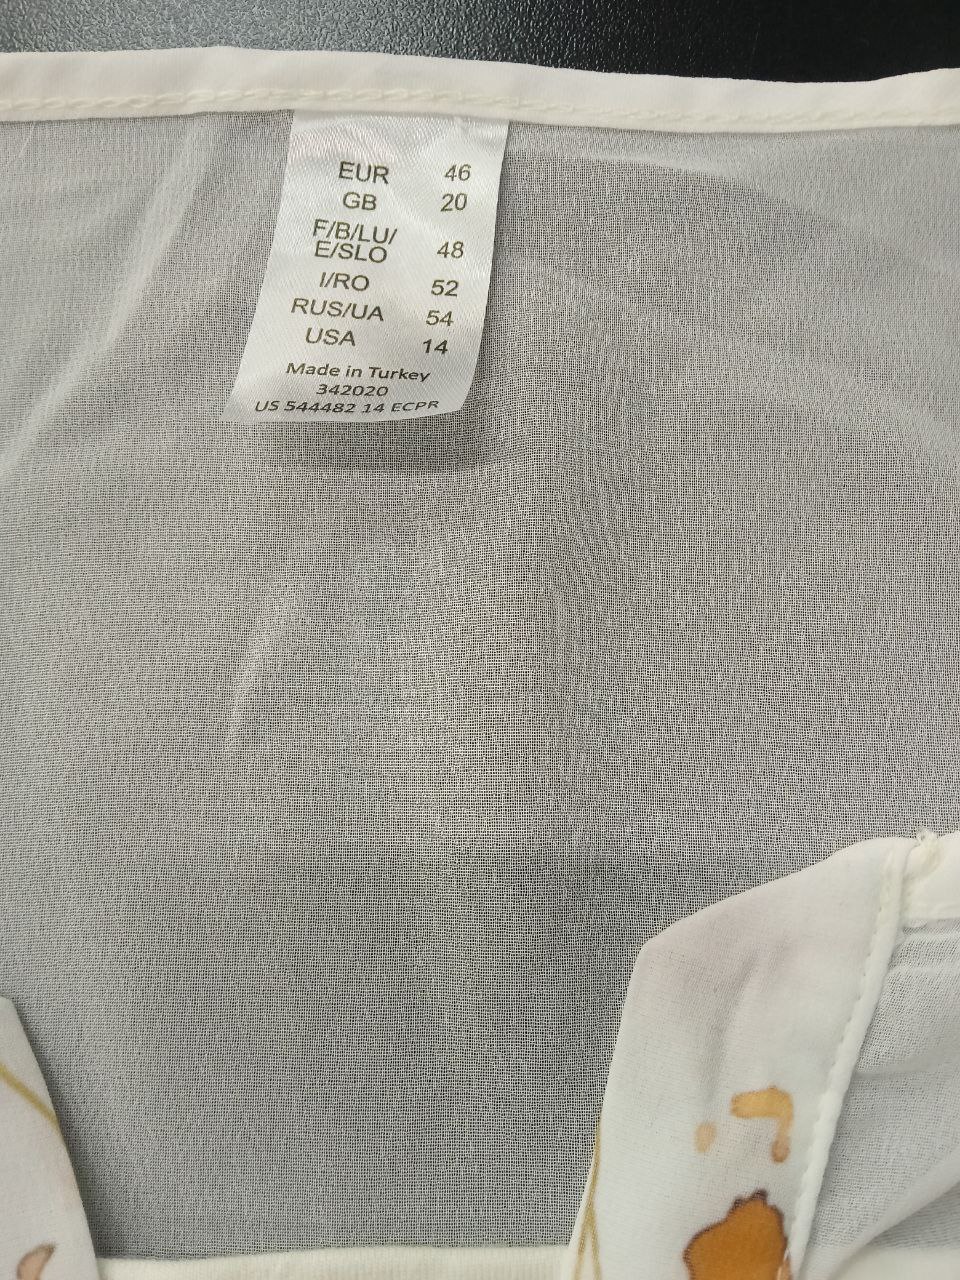 EUR 46
GB 20
F/B/LU/
E/SLO 48
I/RO 52
RUS/UA 54
USA 14
Made in Turkey
342020
US 544482 14 ECPR